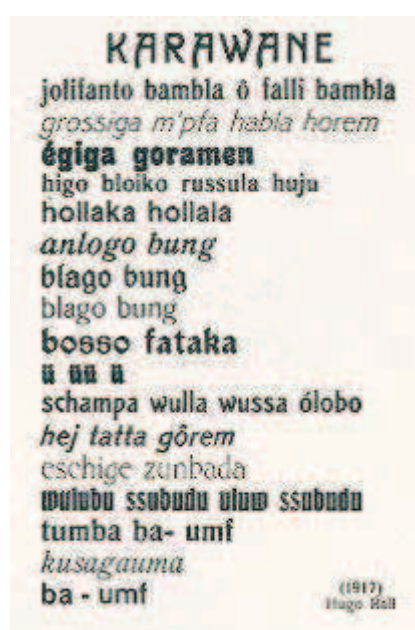 KARAWANE
jolifanto bambla ô falli bambla
grossiga m'pfa habla horem
égiga goramen
higo bloiko russula huju
hollaka hollala
anlogo bung
blago bung
blago bung
bosso fataka
ü üü ü
schampa wulla wussa ólobo
hej tatta gôrem
eschige zunbada
wulubu ssubudu uluw ssubudu
tumba ba- umf
kusagauma
ba - umf
(1917)
Hugo Ball